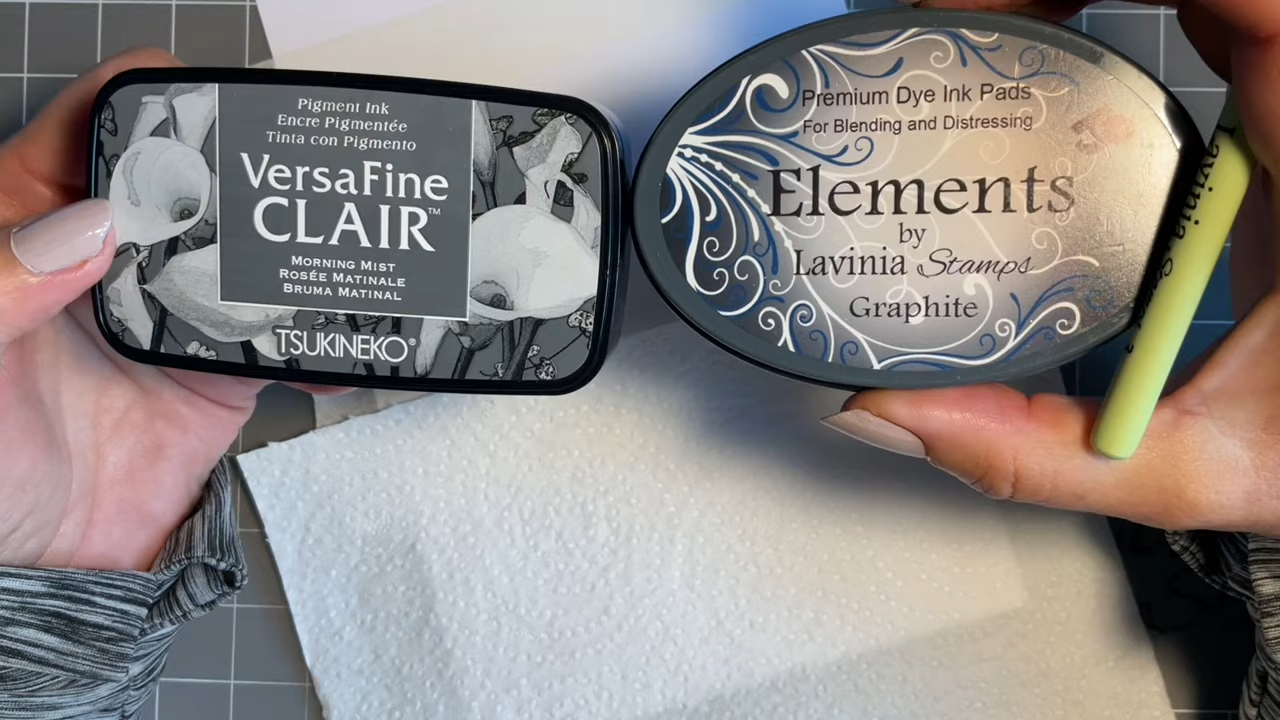 Pigment Ink
Encre Pigmentée
Tinta con Pigmento
VersaFine
CLAIR™
MORNING MIST
ROSÉE MATINALE
BRUMA MATINAL
TSUKINEKO®
Premium Dye Ink Pads
For Blending and Distressing
Elements
by
Lavinia Stamps
Graphite
Lavinia